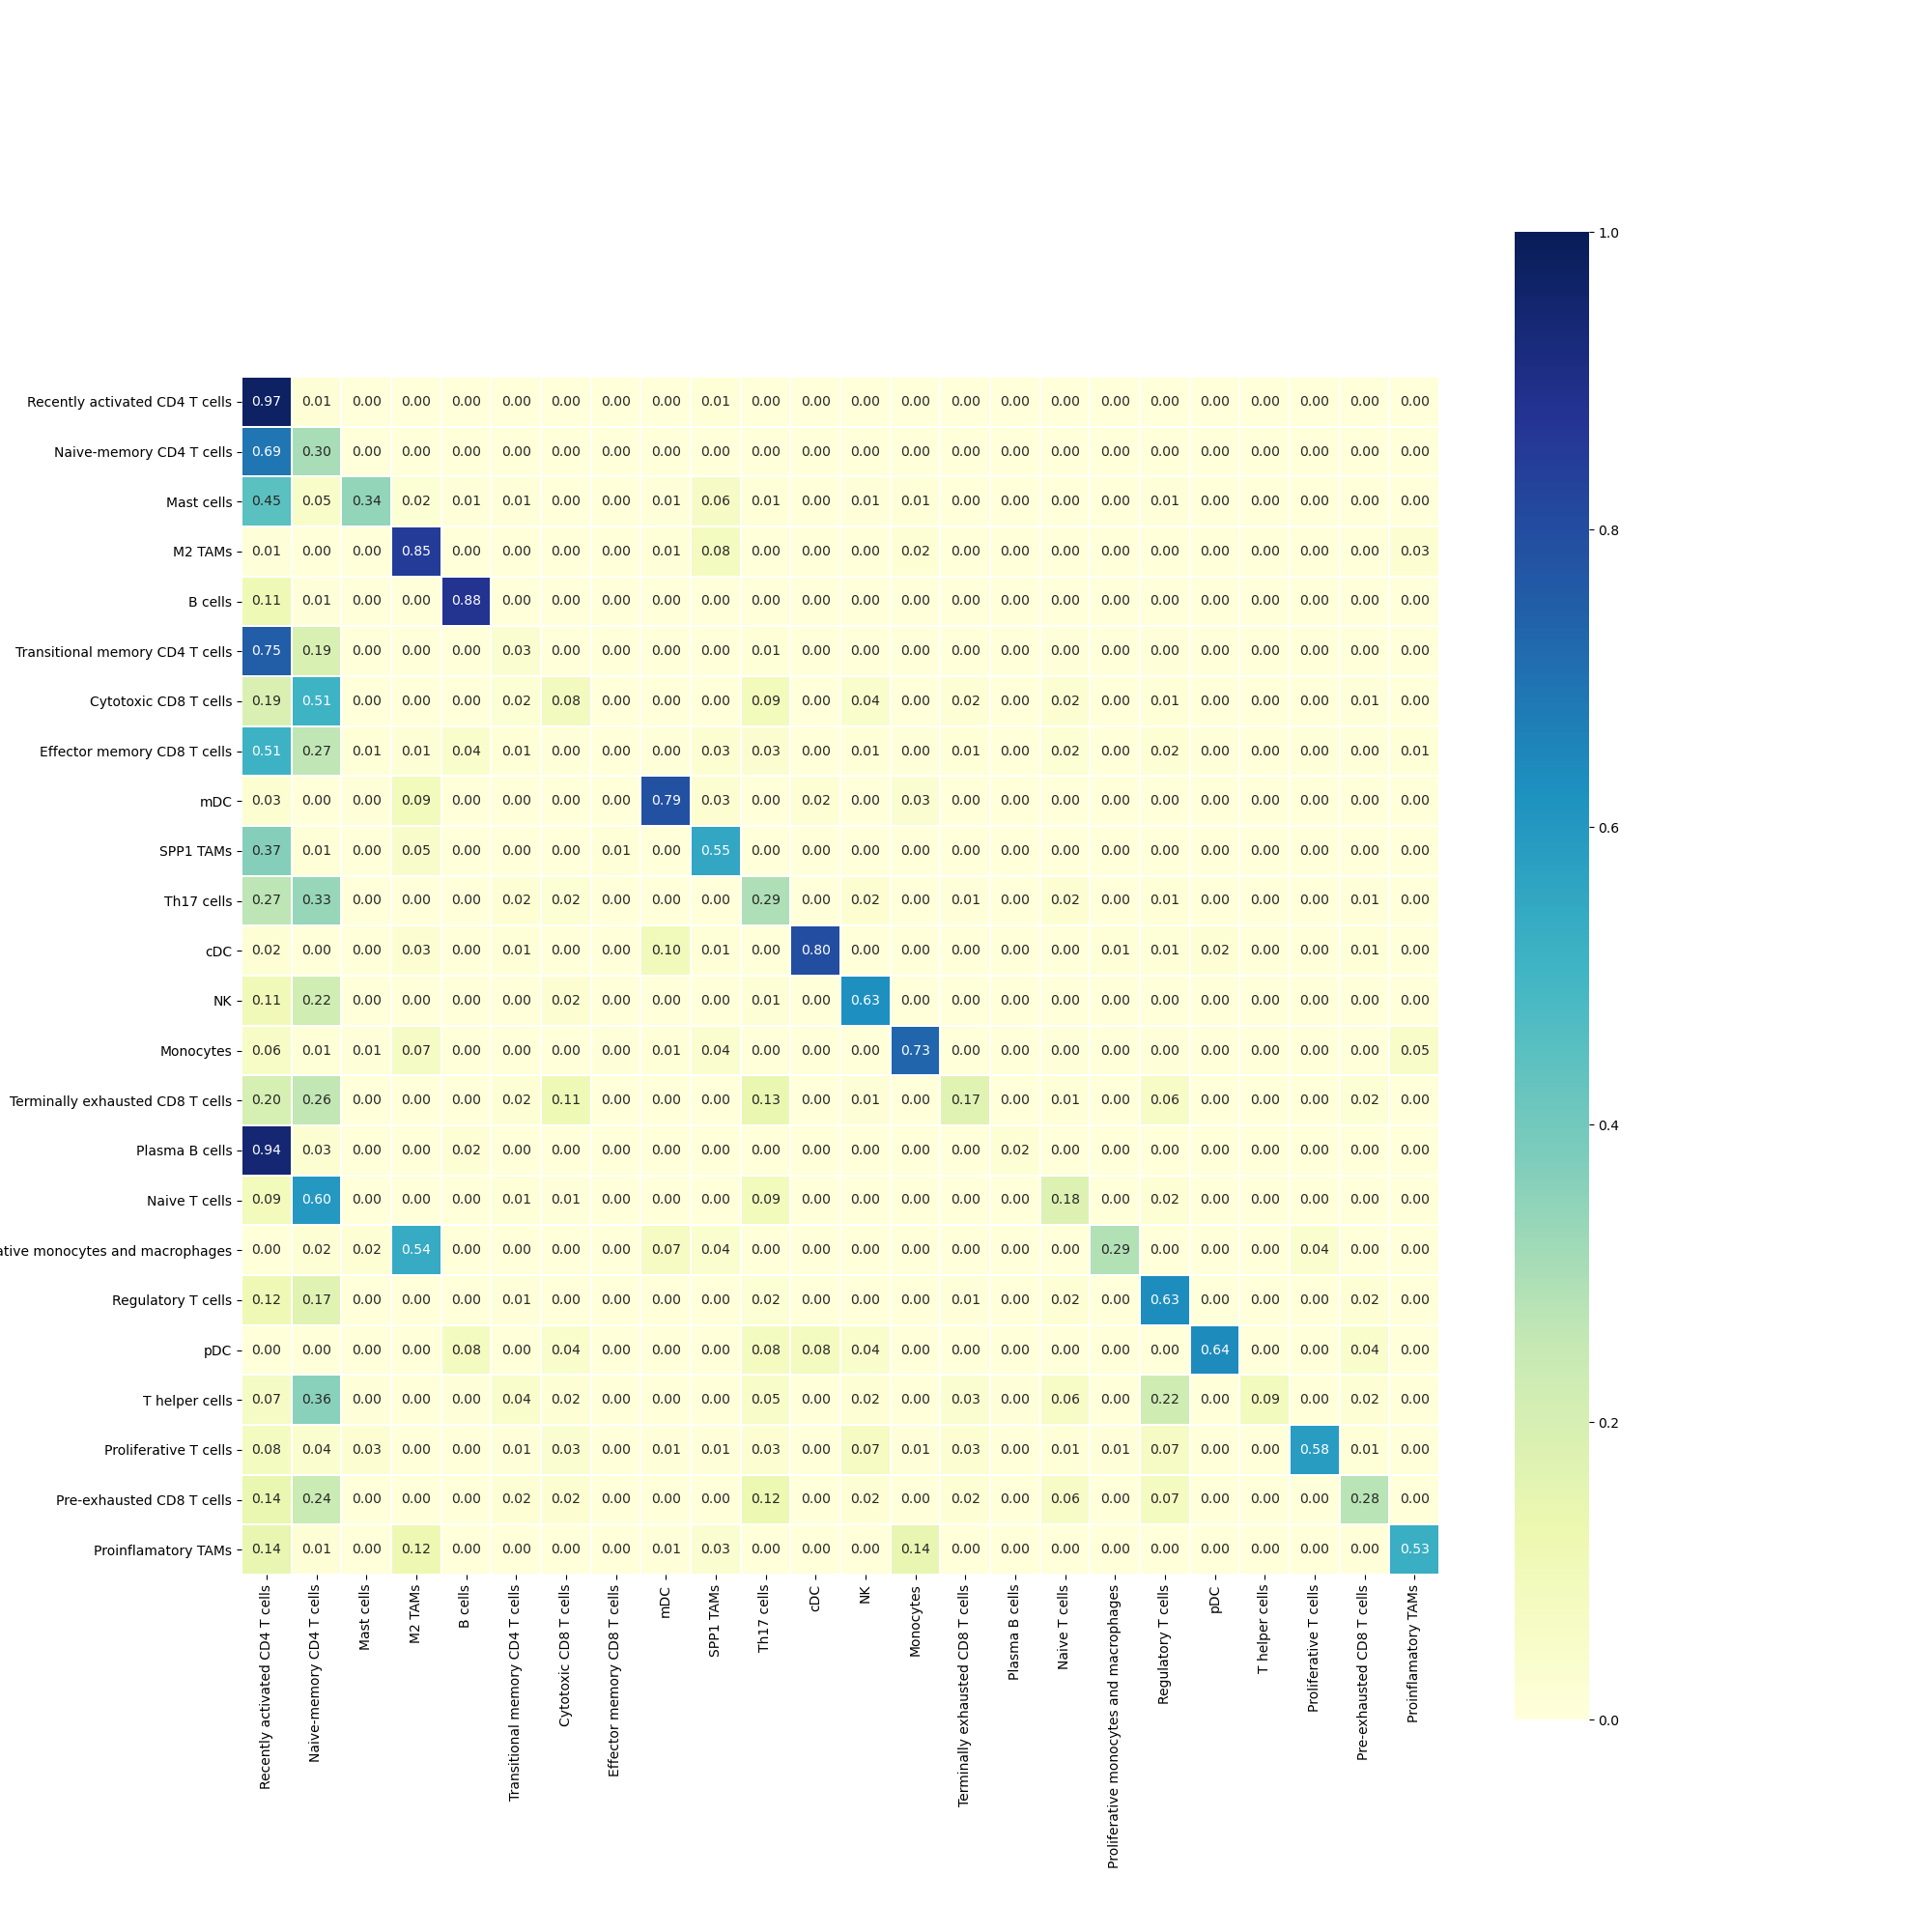 1.0
Recently activated CD4 T cells 0.97 0.01 0.00 0.00 0.00 0.00 0.00 0.00 0.00 0.01 0.00 0.00 0.00 0.00 0.00 0.00 0.00 0.00 0.00 0.00 0.00 0.00 0.00 0.00
Naive-memory CD4 T cells 0.69 0.30 0.00 0.00 0.00 0.00 0.00 0.00 0.00 0.00 0.00 0.00 0.00 0.00 0.00 0.00 0.00 0.00 0.00 0.00 0.00 0.00 0.00 0.00
Mast cells 0.45 0.05 0.34 0.02 0.01 0.01 0.00 0.00 0.01 0.06 0.01 0.00 0.01 0.01 0.00 0.00 0.00 0.00 0.01 0.00 0.00 0.00 0.00 0.00
0.8
M2 TAMs 0.01 0.00 0.00 0.85 0.00 0.00 0.00 0.00 0.01 0.08 0.00 0.00 0.00 0.02 0.00 0.00 0.00 0.00 0.00 0.00 0.00 0.00 0.00 0.03
B cells 0.11 0.01 0.00 0.00 0.88 0.00 0.00 0.00 0.00 0.00 0.00 0.00 0.00 0.00 0.00 0.00 0.00 0.00 0.00 0.00 0.00 0.00 0.00 0.00
Transitional memory CD4 T cells 0.75 0.19 0.00 0.00 0.00 0.03 0.00 0.00 0.00 0.01 0.00 0.00 0.00 0.00 0.00 0.00 0.00 0.00 0.00 0.00 0.00 0.00 0.00 0.00
Cytotoxic CD8 T cells 0.19 0.51 0.00 0.00 0.00 0.02 0.08 0.00 0.00 0.00 0.09 0.00 0.04 0.00 0.02 0.00 0.02 0.00 0.01 0.00 0.00 0.00 0.01 0.00
Effector memory CD8 T cells 0.51 0.27 0.01 0.01 0.04 0.01 0.00 0.00 0.00 0.03 0.03 0.00 0.01 0.00 0.01 0.00 0.02 0.00 0.02 0.00 0.00 0.00 0.00 0.01
mDC 0.03 0.00 0.00 0.09 0.00 0.00 0.00 0.00 0.79 0.03 0.00 0.02 0.00 0.03 0.00 0.00 0.00 0.00 0.00 0.00 0.00 0.00 0.00 0.00
0.6
SPP1 TAMs 0.37 0.01 0.00 0.05 0.00 0.00 0.00 0.01 0.00 0.55 0.00 0.00 0.00 0.00 0.00 0.00 0.00 0.00 0.00 0.00 0.00 0.00 0.00 0.00
Th17 cells 0.27 0.33 0.00 0.00 0.00 0.02 0.02 0.00 0.00 0.00 0.29 0.00 0.02 0.00 0.01 0.00 0.02 0.00 0.01 0.00 0.00 0.00 0.01 0.00
cDC 0.02 0.00 0.00 0.03 0.00 0.01 0.00 0.00 0.10 0.01 0.00 0.80 0.00 0.00 0.00 0.00 0.00 0.01 0.01 0.02 0.00 0.00 0.01 0.00
NK 0.11 0.22 0.00 0.00 0.00 0.00 0.02 0.00 0.00 0.00 0.01 0.00 0.63 0.00 0.00 0.00 0.00 0.00 0.00 0.00 0.00 0.00 0.00 0.00
Monocytes 0.06 0.01 0.01 0.07 0.00 0.00 0.00 0.00 0.01 0.04 0.00 0.00 0.00 0.73 0.00 0.00 0.00 0.00 0.00 0.00 0.00 0.00 0.00 0.05
Terminally exhausted CD8 T cells 0.20 0.26 0.00 0.00 0.00 0.02 0.11 0.00 0.00 0.00 0.13 0.00 0.01 0.00 0.17 0.00 0.01 0.00 0.06 0.00 0.00 0.00 0.02 0.00
0.4
Plasma B cells 0.94 0.03 0.00 0.00 0.02 0.00 0.00 0.00 0.00 0.00 0.00 0.00 0.00 0.00 0.00 0.02 0.00 0.00 0.00 0.00 0.00 0.00 0.00 0.00
Naive T cells 0.09 0.60 0.00 0.00 0.00 0.01 0.01 0.00 0.00 0.00 0.09 0.00 0.00 0.00 0.00 0.00 0.18 0.00 0.02 0.00 0.00 0.00 0.00 0.00
ative monocytes and macrophages 0.00 0.02 0.02 0.54 0.00 0.00 0.00 0.00 0.07 0.04 0.00 0.00 0.00 0.00 0.00 0.00 0.00 0.29 0.00 0.00 0.00 0.04 0.00 0.00
Regulatory T cells 0.12 0.17 0.00 0.00 0.00 0.01 0.00 0.00 0.00 0.00 0.02 0.00 0.00 0.00 0.01 0.00 0.02 0.00 0.63 0.00 0.00 0.00 0.02 0.00
pDC 0.00 0.00 0.00 0.00 0.08 0.00 0.04 0.00 0.00 0.00 0.08 0.08 0.04 0.00 0.00 0.00 0.00 0.00 0.00 0.64 0.00 0.00 0.04 0.00
T helper cells 0.07 0.36 0.00 0.00 0.00 0.04 0.02 0.00 0.00 0.00 0.05 0.00 0.02 0.00 0.03 0.00 0.06 0.00 0.22 0.00 0.09 0.00 0.02 0.00
0.2
Proliferative T cells 0.08 0.04 0.03 0.00 0.00 0.01 0.03 0.00 0.01 0.01 0.03 0.00 0.07 0.01 0.03 0.00 0.01 0.01 0.07 0.00 0.00 0.58 0.01 0.00
Pre-exhausted CD8 T cells 0.14 0.24 0.00 0.00 0.00 0.02 0.02 0.00 0.00 0.00 0.12 0.00 0.02 0.00 0.02 0.00 0.06 0.00 0.07 0.00 0.00 0.00 0.28 0.00
Proinflamatory TAMs 0.14 0.01 0.00 0.12 0.00 0.00 0.00 0.00 0.01 0.03 0.00 0.00 0.00 0.14 0.00 0.00 0.00 0.00 0.00 0.00 0.00 0.00 0.00 0.53
0.0
Recently activated CD4 T cells
Naive-memory CD4 T cells
Mast cells
M2 TAMs
B cells
Transitional memory CD4 T cells
Cytotoxic CD8 T cells
Effector memory CD8 T cells
mDC
SPP1 TAMs
Th17 cells
cDC
NK
Monocytes
Terminally exhausted CD8 T cells
Plasma B cells
Naive T cells
Proliferative monocytes and macrophages
Regulatory T cells
pDC
T helper cells
Proliferative T cells
Pre-exhausted CD8 T cells
Proinflamatory TAMs